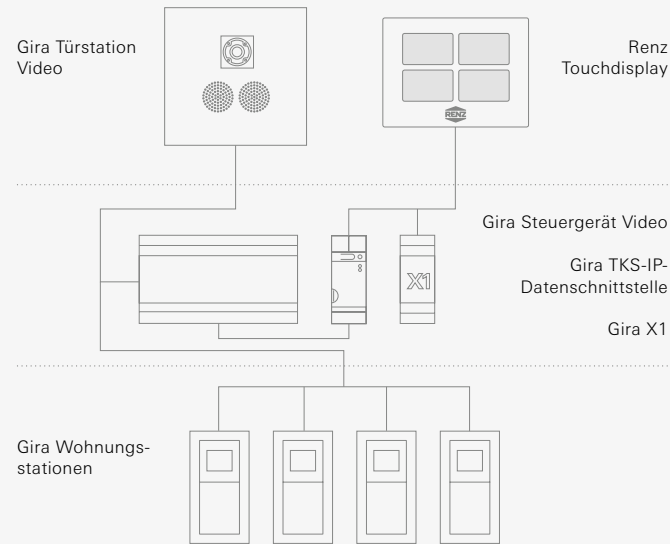 Gira Türstation
Video
Renz
Touchdisplay
RENZ
Gira Steuergerät Video
Gira TKS-IP-
Datenschnittstelle
X1
Gira X1
Gira Wohnungs-
stationen